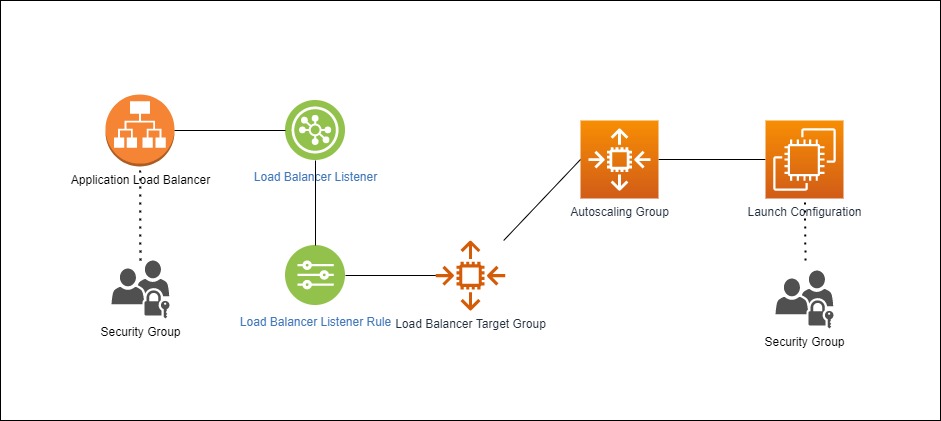 Application Load Balancer
Load Balancer Listener
Autoscaling Group
Launch Configuration
Security Group
Load Balancer Listener Rule
Load Balancer Target Group
Security Group